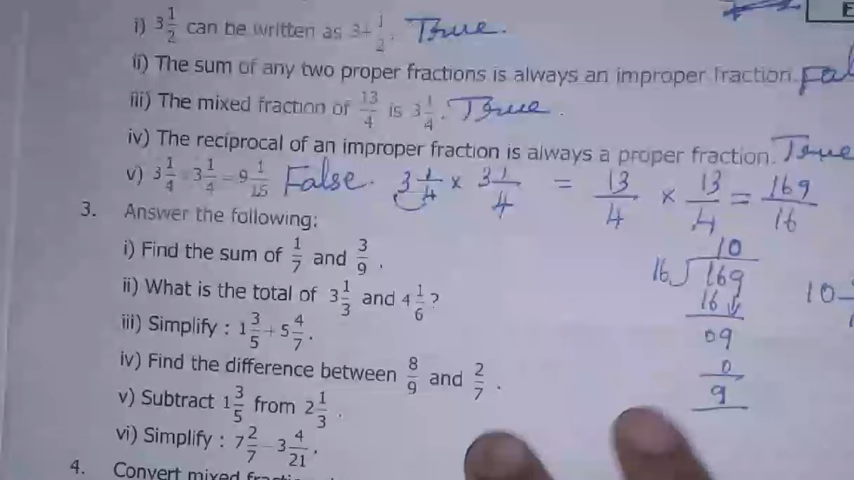 i) 3 1/2 can be written as 3+ 1/2. True.
ii) The sum of any two proper fractions is always an improper fraction.
iii) The mixed fraction of 13/4 is 3 1/4. True.
iv) The reciprocal of an improper fraction is always a proper fraction. True
v) 3 1/4 × 3 1/4 = 9 1/16 False. 3 1/4 × 3 1/4 = 13/4 × 13/4 = 169/16
3. Answer the following:
i) Find the sum of 1/7 and 3/9.
ii) What is the total of 3 1/3 and 4 1/6?
iii) Simplify : 1 3/5 + 5 4/7.
iv) Find the difference between 8/9 and 2/7.
v) Subtract 1 3/5 from 2 1/3.
vi) Simplify : 7 2/7 - 3 4/21.
4. Convert mixed
10
16 169
16
09
0
9
10